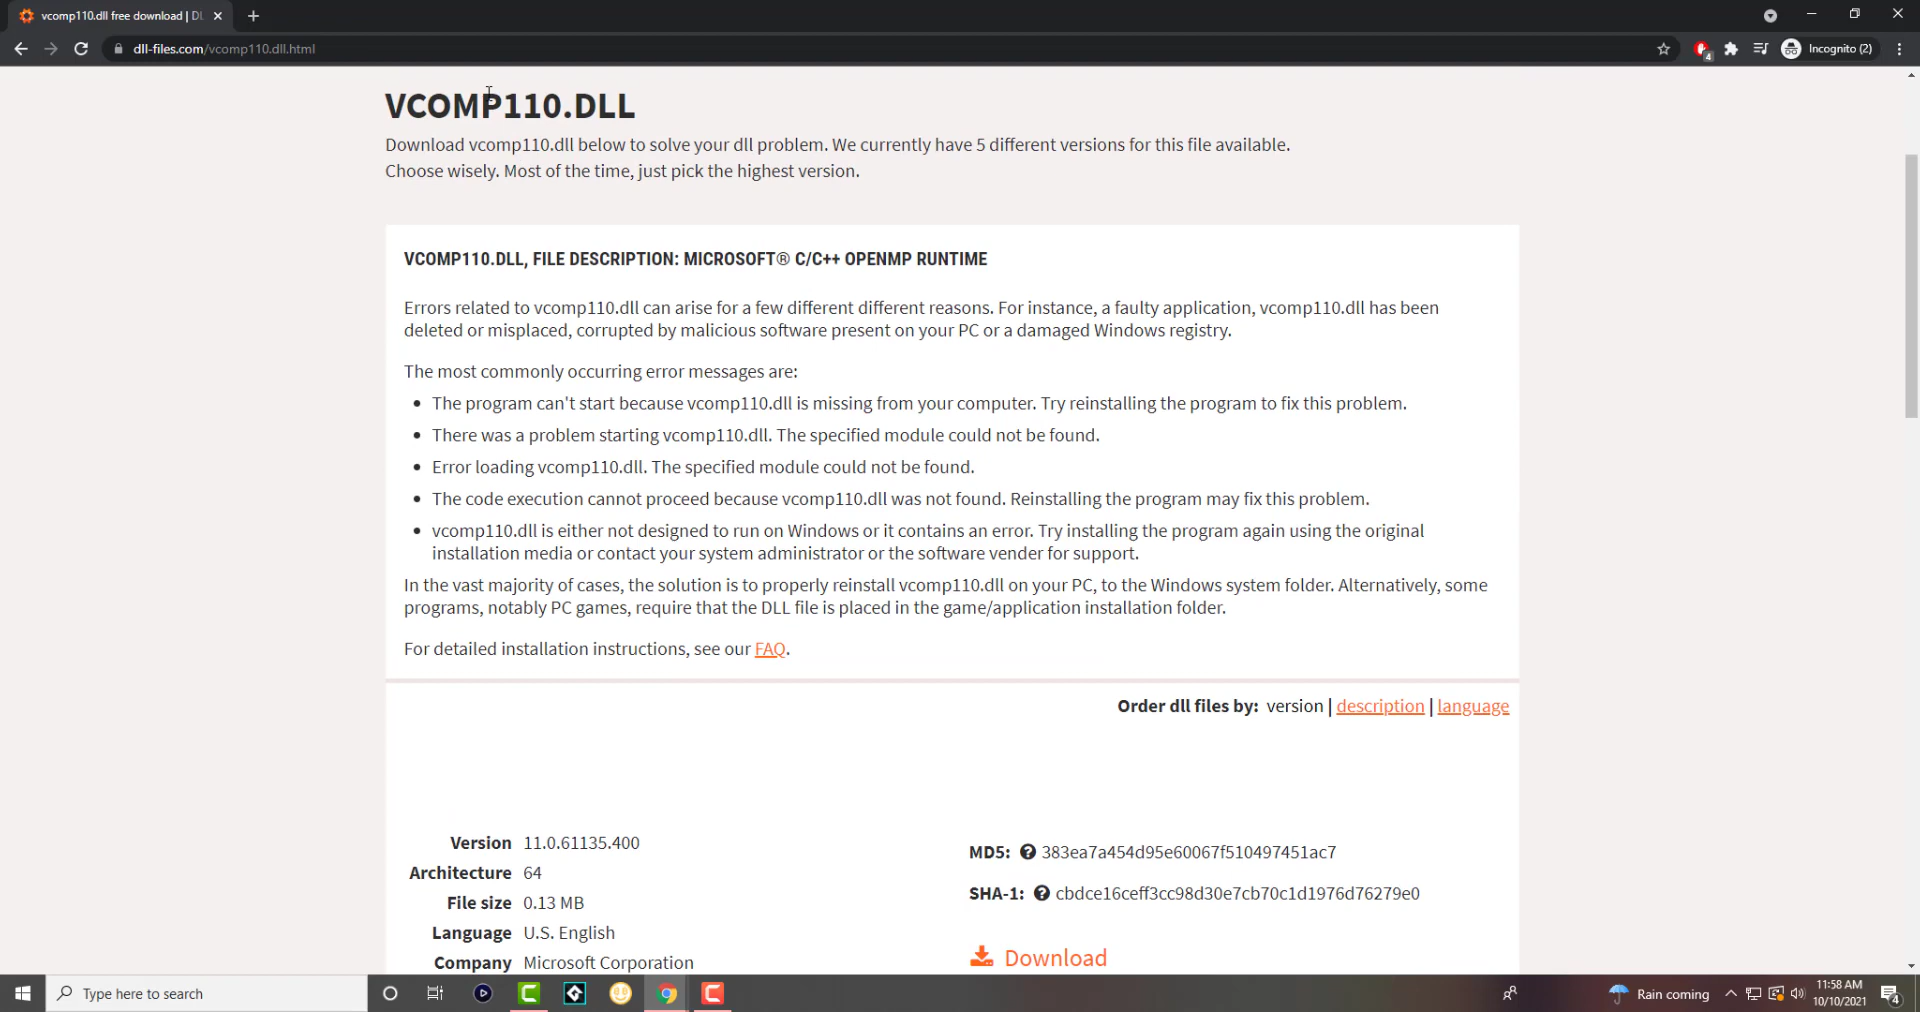 vcomp110.dll free download | DL
dll-files.com/vcomp110.dll.html
4
Incognito (2)
VCOMP110.DLL
Download vcomp110.dll below to solve your dll problem. We currently have 5 different versions for this file available.
Choose wisely. Most of the time, just pick the highest version.
VCOMP110.DLL, FILE DESCRIPTION: MICROSOFT® C/C++ OPENMP RUNTIME
Errors related to vcomp110.dll can arise for a few different different reasons. For instance, a faulty application, vcomp110.dll has been
deleted or misplaced, corrupted by malicious software present on your PC or a damaged Windows registry.
The most commonly occurring error messages are:
• The program can't start because vcomp110.dll is missing from your computer. Try reinstalling the program to fix this problem.
• There was a problem starting vcomp110.dll. The specified module could not be found.
• Error loading vcomp110.dll. The specified module could not be found.
• The code execution cannot proceed because vcomp110.dll was not found. Reinstalling the program may fix this problem.
• vcomp110.dll is either not designed to run on Windows or it contains an error. Try installing the program again using the original
installation media or contact your system administrator or the software vender for support.
In the vast majority of cases, the solution is to properly reinstall vcomp110.dll on your PC, to the Windows system folder. Alternatively, some
programs, notably PC games, require that the DLL file is placed in the game/application installation folder.
For detailed installation instructions, see our FAQ.
Order dll files by: version | description | language
Version 11.0.61135.400
Architecture 64
File size 0.13 MB
Language U.S. English
Company Microsoft Corporation
MD5: 383ea7a454d95e60067f510497451ac7
SHA-1: cbdce16ceff3cc98d30e7cb70c1d1976d76279e0
Download
Type here to search
Rain coming
11:58 AM
10/10/2021
4